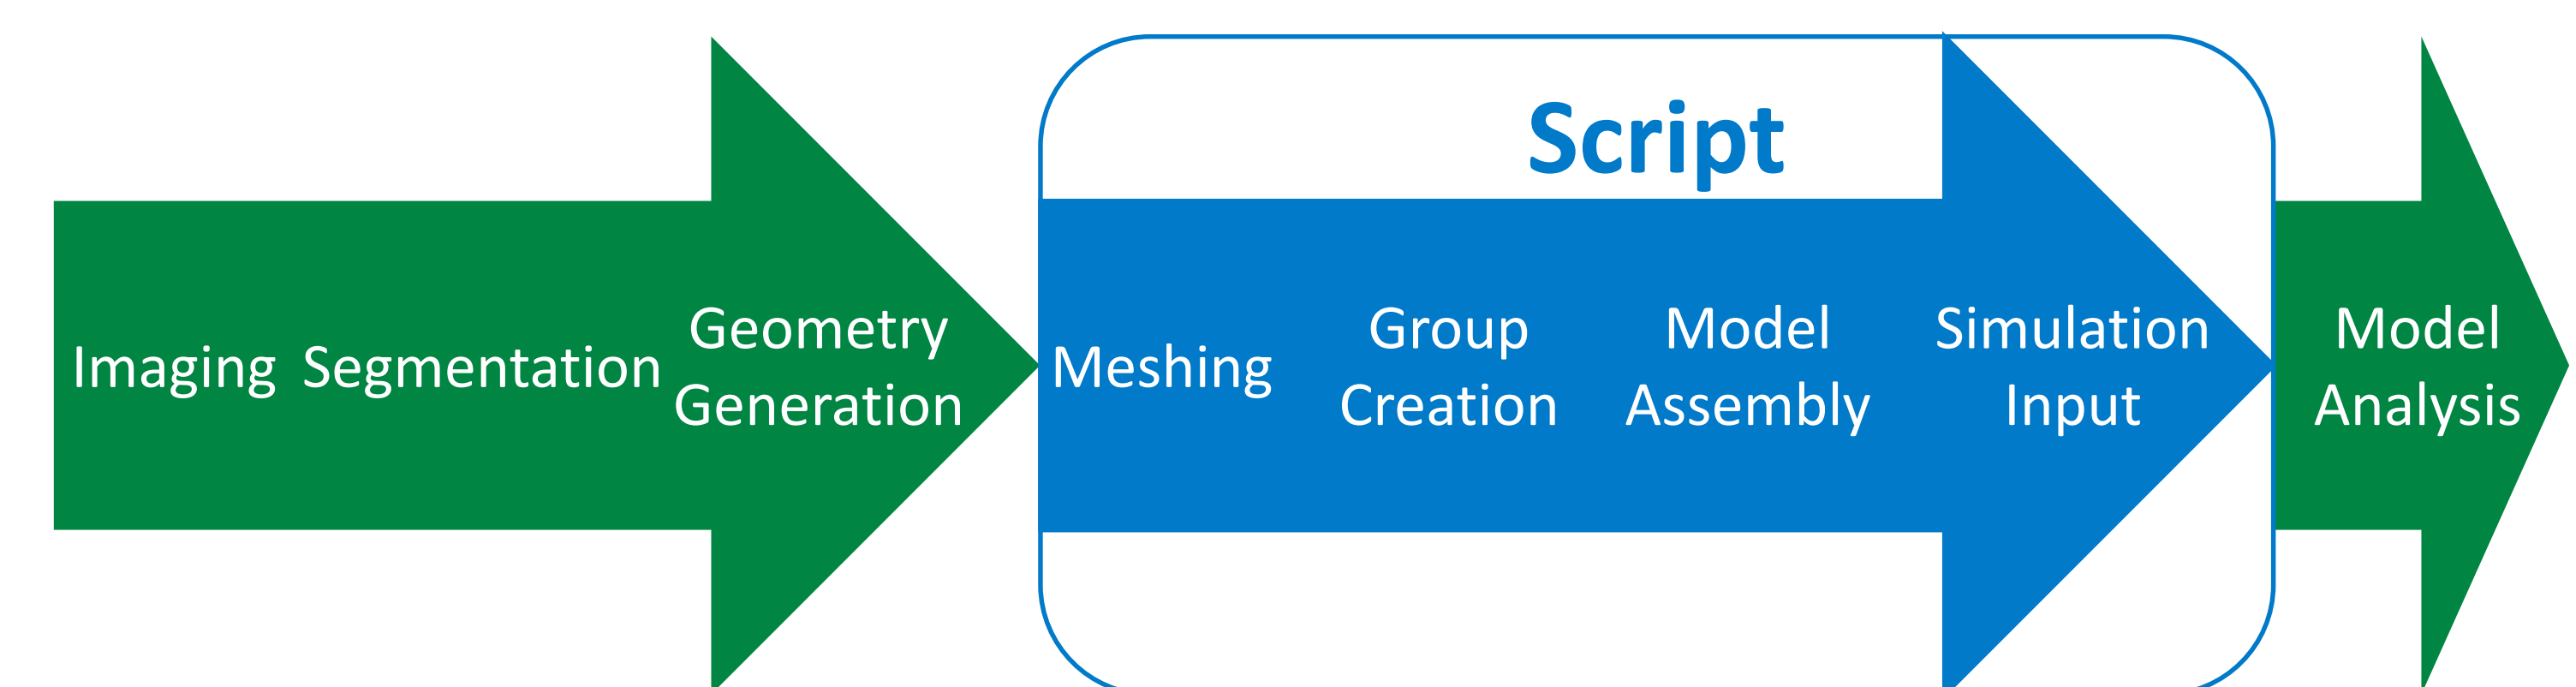 Script
Imaging
Segmentation
Geometry
Generation
Meshing
Group
Creation
Model
Assembly
Simulation
Input
Model
Analysis